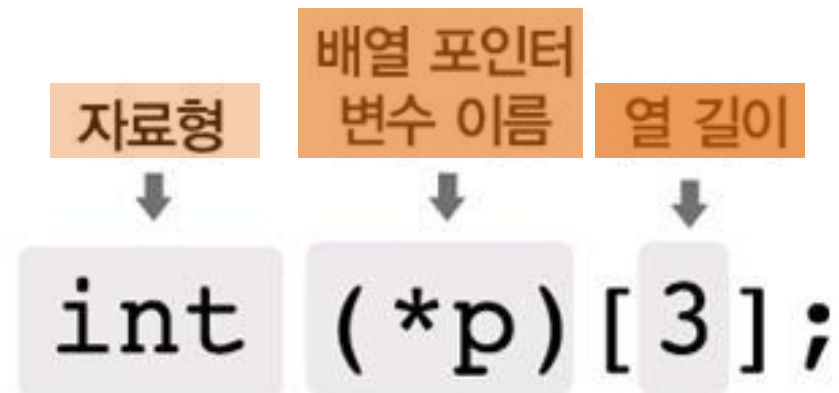 자료형
배열 포인터
변수 이름
열 길이
int (*p)[3];